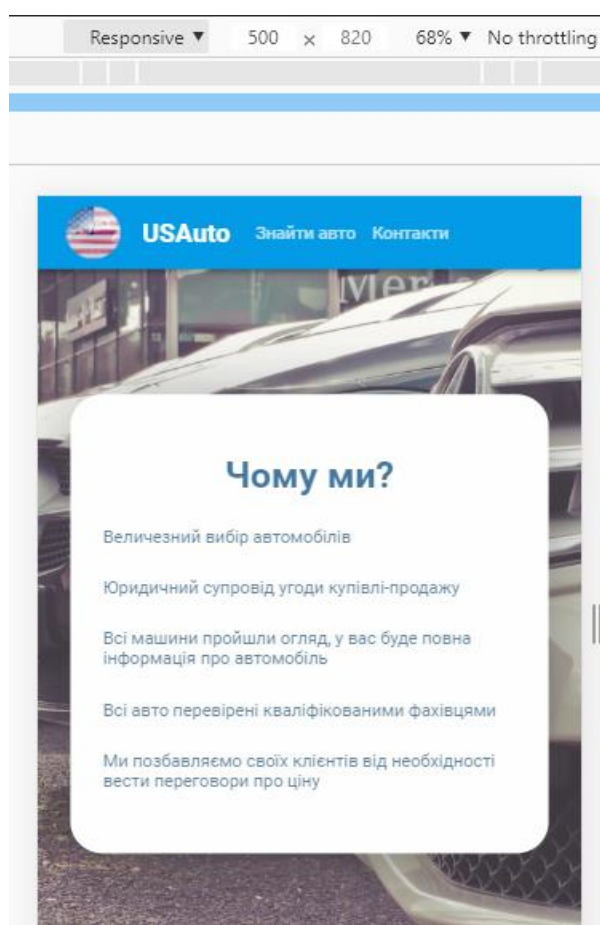 Responsive ▼ 500 × 820 68% ▼ No throttling
USAuto Знайти авто Контакти
Чому ми?
Величезний вибір автомобілів
Юридичний супровід угоди купівлі-продажу
Всі машини пройшли огляд, у вас буде повна
інформація про автомобіль
Всі авто перевірені кваліфікованими фахівцями
Ми позбавляємо своїх клієнтів від необхідності
вести переговори про ціну